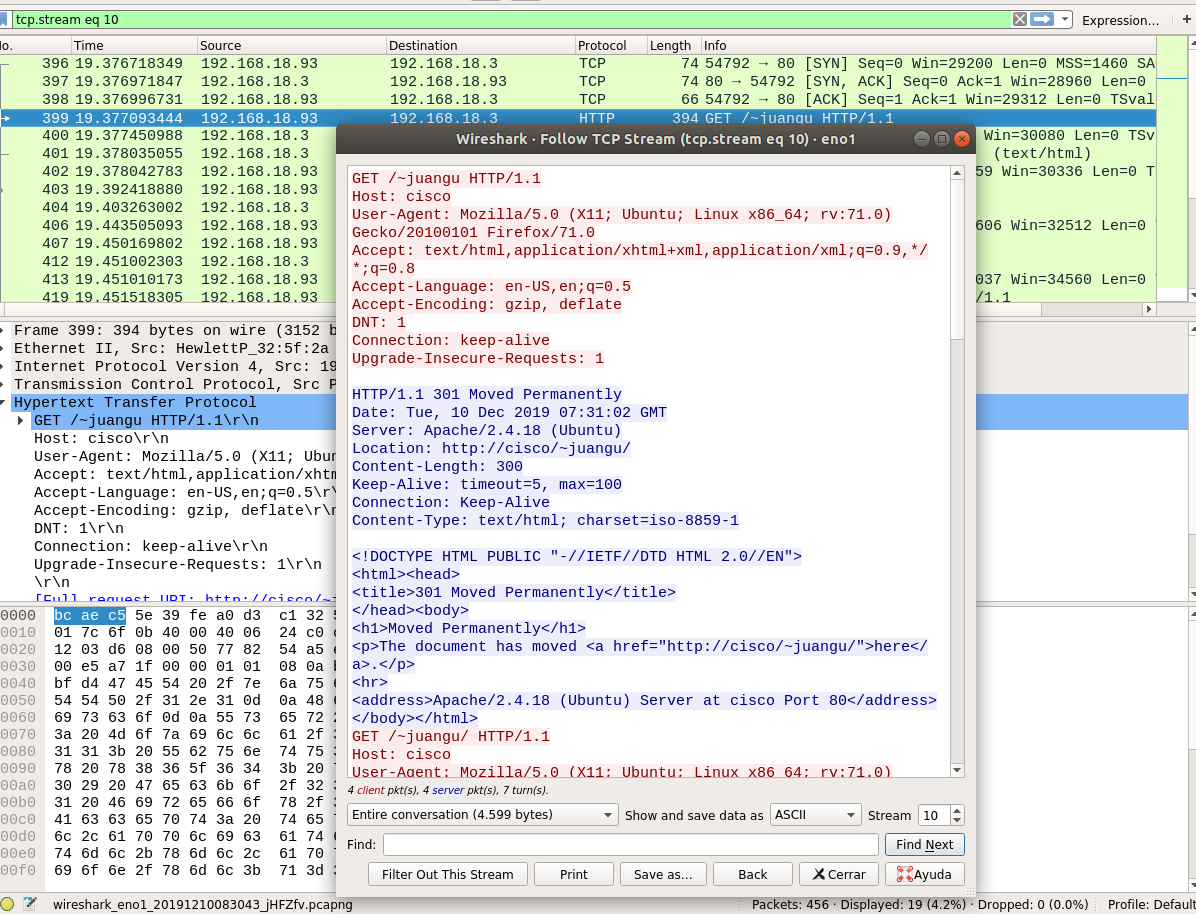 tcp.stream eq 10
Expression…
No. Time Source Destination Protocol Length Info
396 19.376718349 192.168.18.93 192.168.18.3 TCP 74 54792 → 80 [SYN] Seq=0 Win=29200 Len=0 MSS=1460 SA
397 19.376971847 192.168.18.3 192.168.18.93 TCP 74 80 → 54792 [SYN, ACK] Seq=0 Ack=1 Win=28960 Len=0
398 19.376996731 192.168.18.93 192.168.18.3 TCP 66 54792 → 80 [ACK] Seq=1 Ack=1 Win=29312 Len=0 TSval
399 19.377093444 192.168.18.93 192.168.18.3 HTTP 394 GET /~juangu HTTP/1.1
400 19.377450988 192.168.18.3 Win=30080 Len=0 TSv
401 19.378035055 192.168.18.3 (text/html)
402 19.378042783 192.168.18.93 59 Win=30336 Len=0 T
403 19.392418880 192.168.18.93
404 19.403263002 192.168.18.3
406 19.443505093 192.168.18.93 606 Win=32512 Len=0
407 19.450169802 192.168.18.93
412 19.451002303 192.168.18.3
413 19.451010173 192.168.18.93 037 Win=34560 Len=0
419 19.451518305 192.168.18.93 /1.1
Frame 399: 394 bytes on wire (3152 b
Ethernet II, Src: HewlettP_32:5f:2a
Internet Protocol Version 4, Src: 19
Transmission Control Protocol, Src P
Hypertext Transfer Protocol
GET /~juangu HTTP/1.1\r\n
Host: cisco\r\n
User-Agent: Mozilla/5.0 (X11; Ubun
Accept: text/html,application/xhtm
Accept-Language: en-US,en;q=0.5\r\
Accept-Encoding: gzip, deflate\r\n
DNT: 1\r\n
Connection: keep-alive\r\n
Upgrade-Insecure-Requests: 1\r\n
\r\n
[Full request URI: http://cisco/~j
0000 bc ae c5 5e 39 fe a0 d3 c1 32 5
0010 01 7c 6f 0b 40 00 40 06 24 c0
0020 12 03 d6 08 00 50 77 82 54 a5
0030 00 e5 a7 1f 00 00 01 01 08 0a
0040 bf d4 47 45 54 20 2f 7e 6a 75 6
0050 54 54 50 2f 31 2e 31 0d 0a 48 6
0060 69 73 63 6f 0d 0a 55 73 65 72 2
0070 3a 20 4d 6f 7a 69 6c 6c 61 2f 3
0080 31 31 3b 20 55 62 75 6e 74 75 3
0090 78 20 78 38 36 5f 36 34 3b 20 7
00a0 30 29 20 47 65 63 6b 6f 2f 32 3
00b0 31 20 46 69 72 65 66 6f 78 2f 3
00c0 41 63 63 65 70 74 3a 20 74 65 7
00d0 6c 2c 61 70 70 6c 69 63 61 74 6
00e0 74 6d 6c 2b 78 6d 6c 2c 61 70 7
00f0 69 6f 6e 2f 78 6d 6c 3b 71 3d 3
Wireshark · Follow TCP Stream (tcp.stream eq 10) · eno1
GET /~juangu HTTP/1.1
Host: cisco
User-Agent: Mozilla/5.0 (X11; Ubuntu; Linux x86_64; rv:71.0)
Gecko/20100101 Firefox/71.0
Accept: text/html,application/xhtml+xml,application/xml;q=0.9,*/
*;q=0.8
Accept-Language: en-US,en;q=0.5
Accept-Encoding: gzip, deflate
DNT: 1
Connection: keep-alive
Upgrade-Insecure-Requests: 1
HTTP/1.1 301 Moved Permanently
Date: Tue, 10 Dec 2019 07:31:02 GMT
Server: Apache/2.4.18 (Ubuntu)
Location: http://cisco/~juangu/
Content-Length: 300
Keep-Alive: timeout=5, max=100
Connection: Keep-Alive
Content-Type: text/html; charset=iso-8859-1
<!DOCTYPE HTML PUBLIC "-//IETF//DTD HTML 2.0//EN">
<html><head>
<title>301 Moved Permanently</title>
</head><body>
<h1>Moved Permanently</h1>
<p>The document has moved <a href="http://cisco/~juangu/">here</
a>.</p>
<hr>
<address>Apache/2.4.18 (Ubuntu) Server at cisco Port 80</address>
</body></html>
GET /~juangu/ HTTP/1.1
Host: cisco
User-Agent: Mozilla/5.0 (X11; Ubuntu; Linux x86_64; rv:71.0)
4 client pkt(s), 4 server pkt(s), 7 turn(s).
Entire conversation (4.599 bytes) Show and save data as ASCII Stream 10
Find: Find Next
Filter Out This Stream Print Save as… Back Cerrar Ayuda
wireshark_eno1_20191210083043_jHFZfv.pcapng Packets: 456 · Displayed: 19 (4.2%) · Dropped: 0 (0.0%) Profile: Default